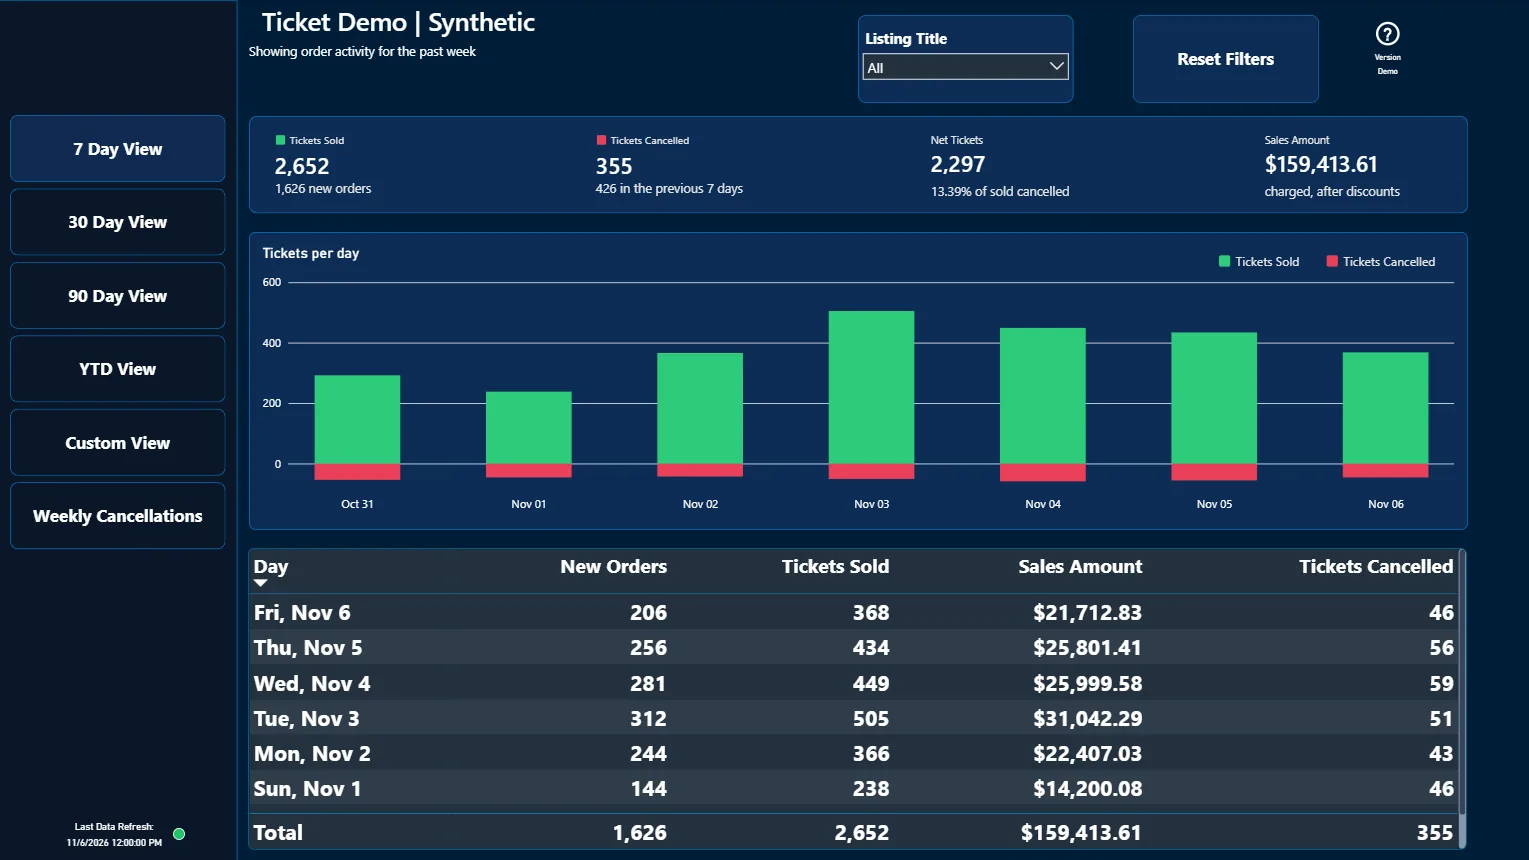 Ticket Demo | Synthetic
Showing order activity for the past week
Listing Title
All
Reset Filters
?
Version
Demo
7 Day View
30 Day View
90 Day View
YTD View
Custom View
Weekly Cancellations
Last Data Refresh:
11/6/2026 12:00:00 PM
Tickets Sold
2,652
1,626 new orders
Tickets Cancelled
355
426 in the previous 7 days
Net Tickets
2,297
13.39% of sold cancelled
Sales Amount
$159,413.61
charged, after discounts
Tickets per day
Tickets Sold Tickets Cancelled
600
400
200
0
Oct 31 Nov 01 Nov 02 Nov 03 Nov 04 Nov 05 Nov 06
Day New Orders Tickets Sold Sales Amount Tickets Cancelled
Fri, Nov 6 206 368 $21,712.83 46
Thu, Nov 5 256 434 $25,801.41 56
Wed, Nov 4 281 449 $25,999.58 59
Tue, Nov 3 312 505 $31,042.29 51
Mon, Nov 2 244 366 $22,407.03 43
Sun, Nov 1 144 238 $14,200.08 46
Total 1,626 2,652 $159,413.61 355